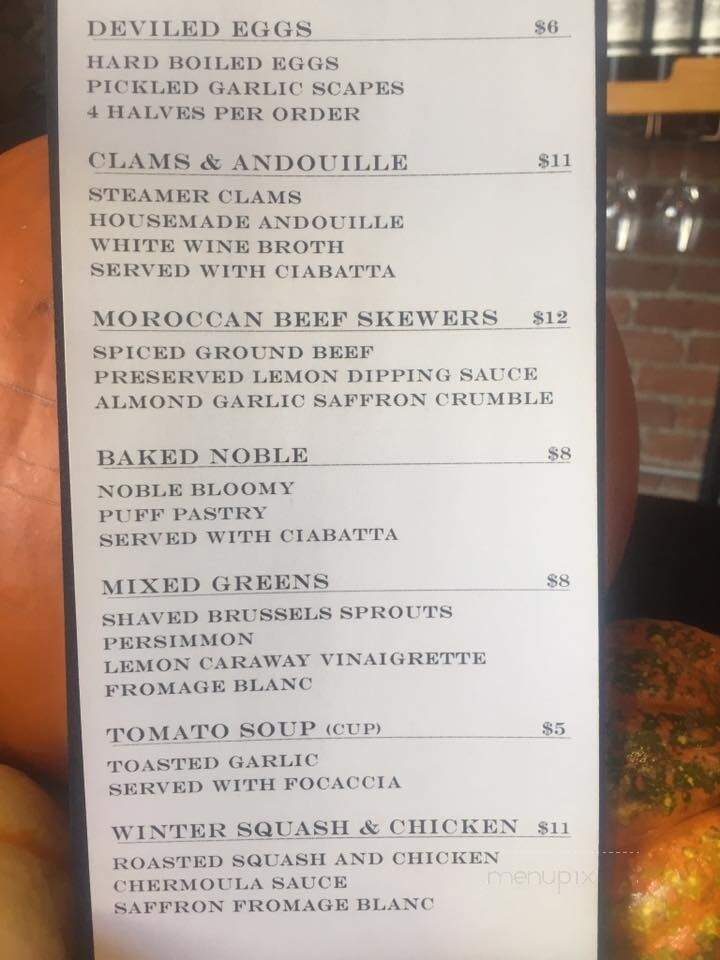 DEVILED EGGS $6
HARD BOILED EGGS
PICKLED GARLIC SCAPES
4 HALVES PER ORDER
CLAMS & ANDOUILLE $11
STEAMER CLAMS
HOUSEMADE ANDOUILLE
WHITE WINE BROTH
SERVED WITH CIABATTA
MOROCCAN BEEF SKEWERS $12
SPICED GROUND BEEF
PRESERVED LEMON DIPPING SAUCE
ALMOND GARLIC SAFFRON CRUMBLE
BAKED NOBLE $8
NOBLE BLOOMY
PUFF PASTRY
SERVED WITH CIABATTA
MIXED GREENS $8
SHAVED BRUSSELS SPROUTS
PERSIMMON
LEMON CARAWAY VINAIGRETTE
FROMAGE BLANC
TOMATO SOUP (CUP) $5
TOASTED GARLIC
SERVED WITH FOCACCIA
WINTER SQUASH & CHICKEN $11
ROASTED SQUASH AND CHICKEN
CHERMOULA SAUCE
SAFFRON FROMAGE BLANC
menupix